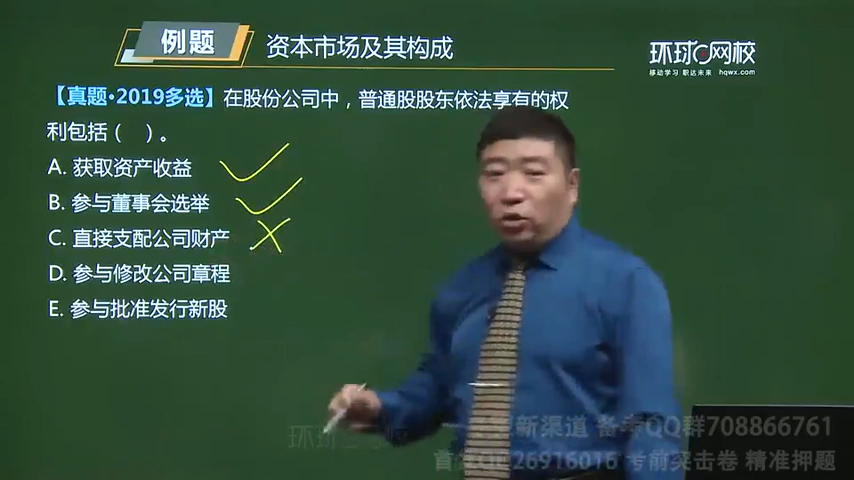 例题
资本市场及其构成
环球网校
移动学习 职达未来 hqwx.com
【真题·2019多选】在股份公司中，普通股股东依法享有的权
利包括（ ）。
A. 获取资产收益
B. 参与董事会选举
C. 直接支配公司财产
D. 参与修改公司章程
E. 参与批准发行新股
环球
新渠道 备考QQ群708866761
26916016 考前突击卷 精准押题